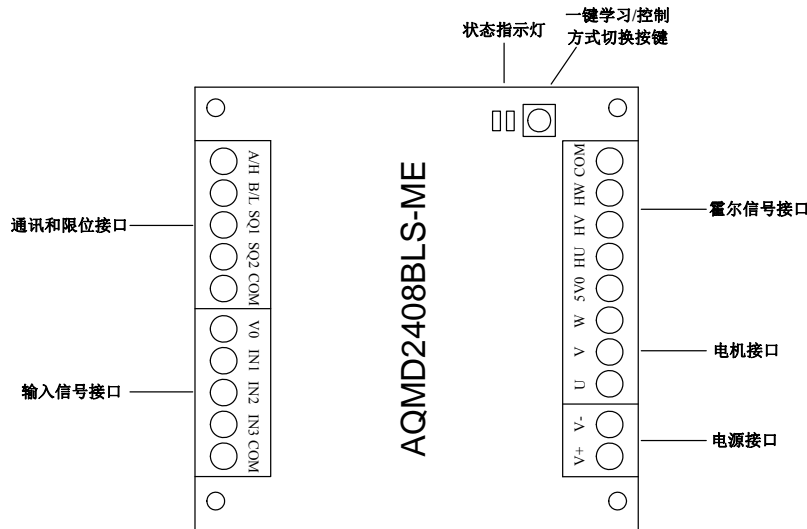 状态指示灯
一键学习/控制
方式切换按键
通讯和限位接口
A/H B/L SQ1 SQ2 COM
输入信号接口
V0 IN1 IN2 IN3 COM
AQMD2408BLS-ME
COM
HW
HV
HU
5V0
W
V
U
V-
V+
霍尔信号接口
电机接口
电源接口